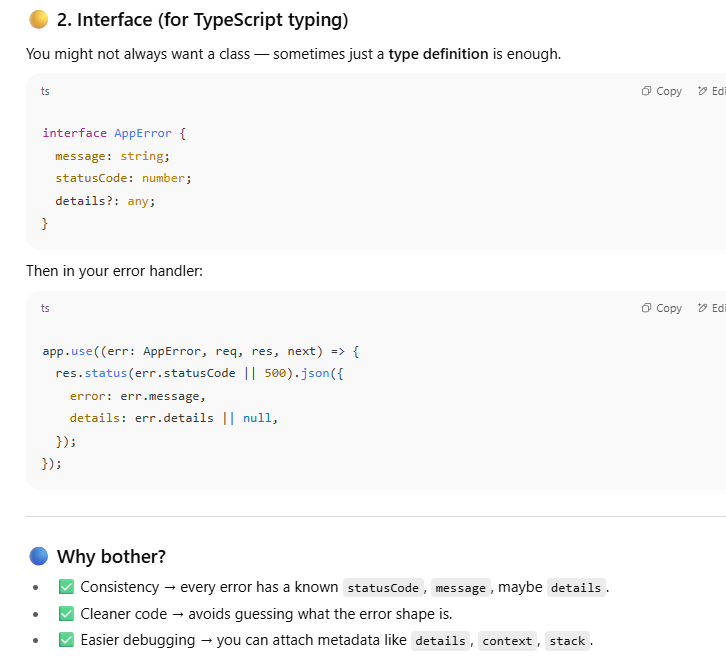 2. Interface (for TypeScript typing)
You might not always want a class — sometimes just a type definition is enough.
ts
Copy
Edi
interface AppError {
  message: string;
  statusCode: number;
  details?: any;
}
Then in your error handler:
ts
Copy
Edi
app.use((err: AppError, req, res, next) => {
  res.status(err.statusCode || 500).json({
    error: err.message,
    details: err.details || null,
  });
});
Why bother?
• ✅ Consistency → every error has a known statusCode, message, maybe details.
• ✅ Cleaner code → avoids guessing what the error shape is.
• ✅ Easier debugging → you can attach metadata like details, context, stack.